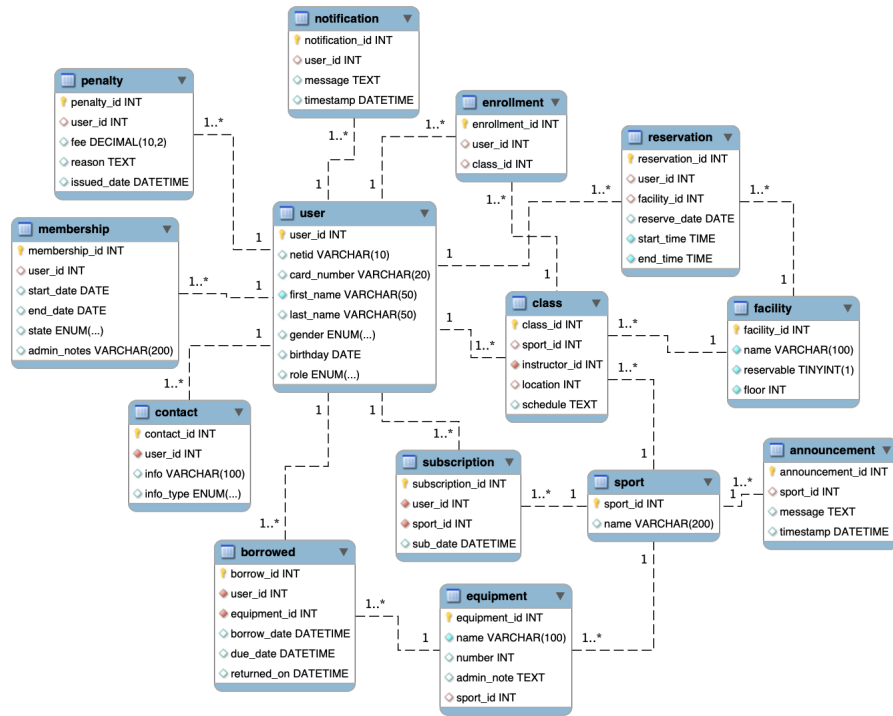 notification
notification_id INT
user_id INT
message TEXT
timestamp DATETIME
penalty
penalty_id INT
user_id INT
fee DECIMAL(10,2)
reason TEXT
issued_date DATETIME
1..*
1
1..*
1
enrollment
enrollment_id INT
user_id INT
class_id INT
1..*
1
1..*
1
reservation
reservation_id INT
user_id INT
facility_id INT
reserve_date DATE
start_time TIME
end_time TIME
1..*
1
1..*
1
membership
membership_id INT
user_id INT
start_date DATE
end_date DATE
state ENUM(...)
admin_notes VARCHAR(200)
1..*
1
user
user_id INT
netid VARCHAR(10)
card_number VARCHAR(20)
first_name VARCHAR(50)
last_name VARCHAR(50)
gender ENUM(...)
birthday DATE
role ENUM(...)
1
1..*
class
class_id INT
sport_id INT
instructor_id INT
location INT
schedule TEXT
1..*
1
1..*
1
facility
facility_id INT
name VARCHAR(100)
reservable TINYINT(1)
floor INT
1
1..*
contact
contact_id INT
user_id INT
info VARCHAR(100)
info_type ENUM(...)
1
1..*
1
1..*
subscription
subscription_id INT
user_id INT
sport_id INT
sub_date DATETIME
1..*
1
sport
sport_id INT
name VARCHAR(200)
1
1..*
announcement
announcement_id INT
sport_id INT
message TEXT
timestamp DATETIME
borrowed
borrow_id INT
user_id INT
equipment_id INT
borrow_date DATETIME
due_date DATETIME
returned_on DATETIME
1..*
1
equipment
equipment_id INT
name VARCHAR(100)
number INT
admin_note TEXT
sport_id INT
1..*
1